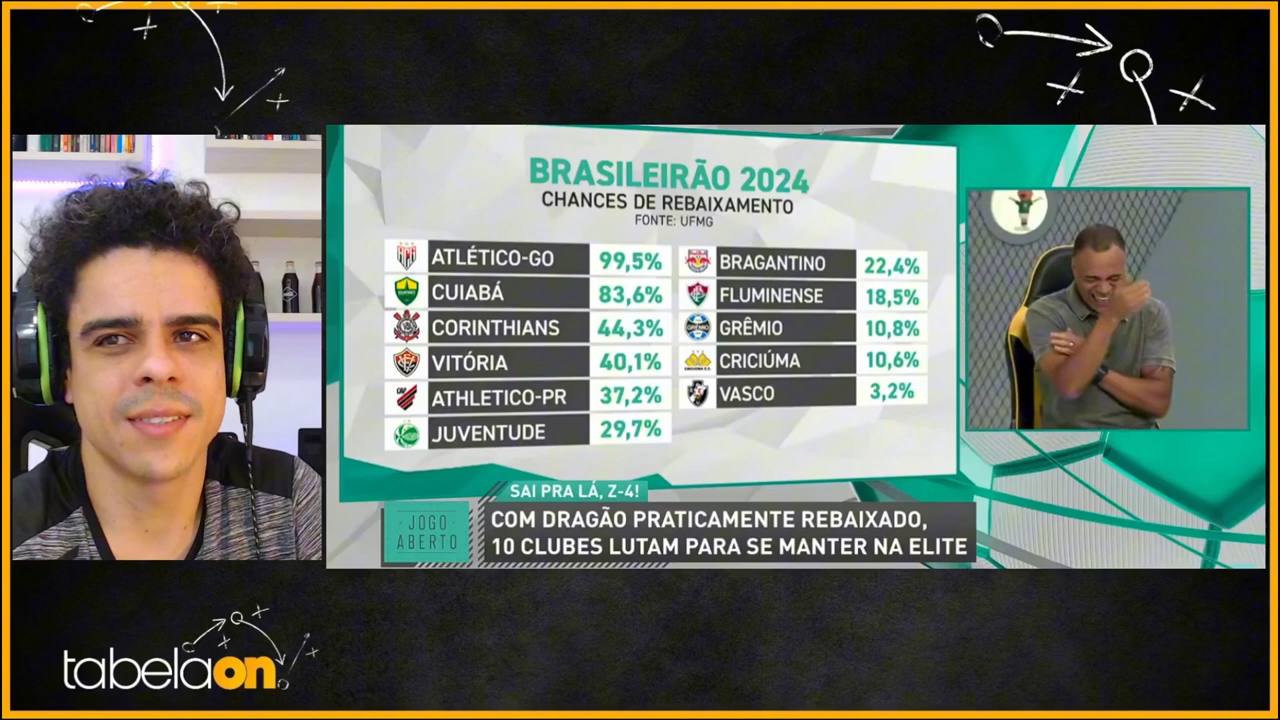 BRASILEIRÃO 2024
CHANCES DE REBAIXAMENTO
FONTE: UFMG
ATLÉTICO-GO 99,5%
CUIABÁ 83,6%
CORINTHIANS 44,3%
VITÓRIA 40,1%
ATHLETICO-PR 37,2%
JUVENTUDE 29,7%
BRAGANTINO 22,4%
FLUMINENSE 18,5%
GRÊMIO 10,8%
CRICIÚMA 10,6%
VASCO 3,2%
SAI PRA LÁ, Z-4!
JOGO
ABERTO
COM DRAGÃO PRATICAMENTE REBAIXADO,
10 CLUBES LUTAM PARA SE MANTER NA ELITE
tabelaon